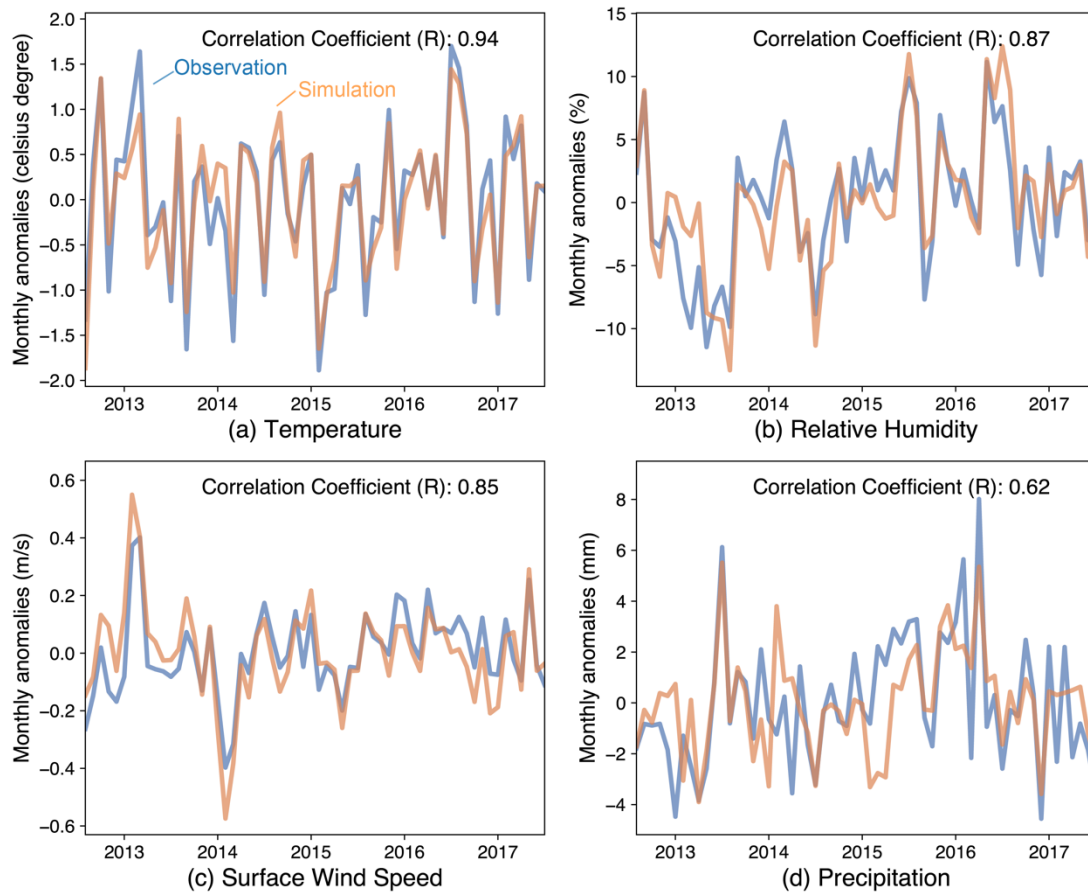 Correlation Coefficient (R): 0.94
Observation
Simulation
Monthly anomalies (celsius degree)
2.0
1.5
1.0
0.5
0.0
−0.5
−1.0
−1.5
−2.0
2013 2014 2015 2016 2017
(a) Temperature
Correlation Coefficient (R): 0.87
Monthly anomalies (%)
15
10
5
0
−5
−10
2013 2014 2015 2016 2017
(b) Relative Humidity
Correlation Coefficient (R): 0.85
Monthly anomalies (m/s)
0.6
0.4
0.2
0.0
−0.2
−0.4
−0.6
2013 2014 2015 2016 2017
(c) Surface Wind Speed
Correlation Coefficient (R): 0.62
Monthly anomalies (mm)
8
6
4
2
0
−2
−4
2013 2014 2015 2016 2017
(d) Precipitation